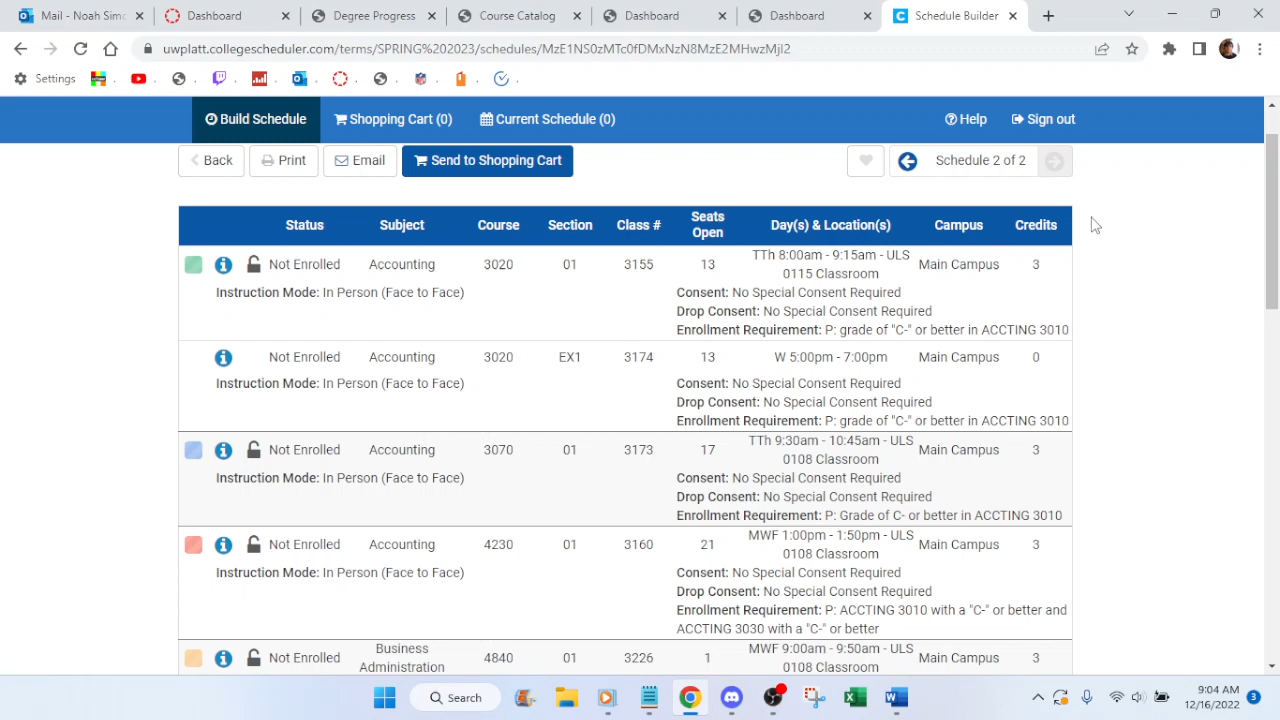 Mail - Noah Simo
Dashboard
Degree Progress
Course Catalog
Dashboard
Dashboard
Schedule Builder
uwplatt.collegescheduler.com/terms/SPRING%202023/schedules/MzE1NS0zMTc0fDMxNzN8MzE2MHwzMjI2
Settings
Build Schedule
Shopping Cart (0)
Current Schedule (0)
Help
Sign out
Back
Print
Email
Send to Shopping Cart
Schedule 2 of 2
Status Subject Course Section Class # Seats Open Day(s) & Location(s) Campus Credits
Not Enrolled Accounting 3020 01 3155 13 TTh 8:00am - 9:15am - ULS 0115 Classroom Main Campus 3
Instruction Mode: In Person (Face to Face)
Consent: No Special Consent Required
Drop Consent: No Special Consent Required
Enrollment Requirement: P: grade of "C-" or better in ACCTING 3010
Not Enrolled Accounting 3020 EX1 3174 13 W 5:00pm - 7:00pm Main Campus 0
Instruction Mode: In Person (Face to Face)
Consent: No Special Consent Required
Drop Consent: No Special Consent Required
Enrollment Requirement: P: grade of "C-" or better in ACCTING 3010
Not Enrolled Accounting 3070 01 3173 17 TTh 9:30am - 10:45am - ULS 0108 Classroom Main Campus 3
Instruction Mode: In Person (Face to Face)
Consent: No Special Consent Required
Drop Consent: No Special Consent Required
Enrollment Requirement: P: Grade of C- or better in ACCTING 3010
Not Enrolled Accounting 4230 01 3160 21 MWF 1:00pm - 1:50pm - ULS 0108 Classroom Main Campus 3
Instruction Mode: In Person (Face to Face)
Consent: No Special Consent Required
Drop Consent: No Special Consent Required
Enrollment Requirement: P: ACCTING 3010 with a "C-" or better and
ACCTING 3030 with a "C-" or better
Not Enrolled Business Administration 4840 01 3226 1 MWF 9:00am - 9:50am - ULS 0108 Classroom Main Campus 3
Search
9:04 AM
12/16/2022
3